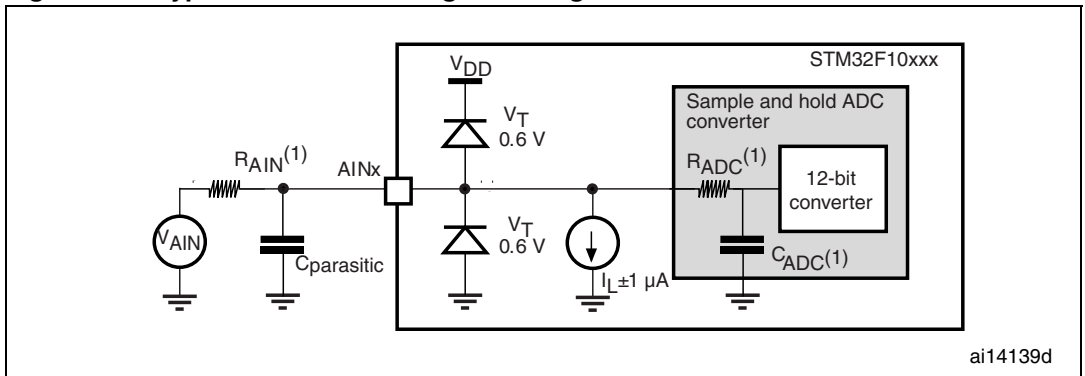 STM32F10xxx
VDD
Sample and hold ADC
converter
VT
0.6 V
RAIN(1)
AINx
RADC(1)
12-bit
converter
VAIN
VT
0.6 V
Cparasitic
IL±1 µA
CADC(1)
ai14139d